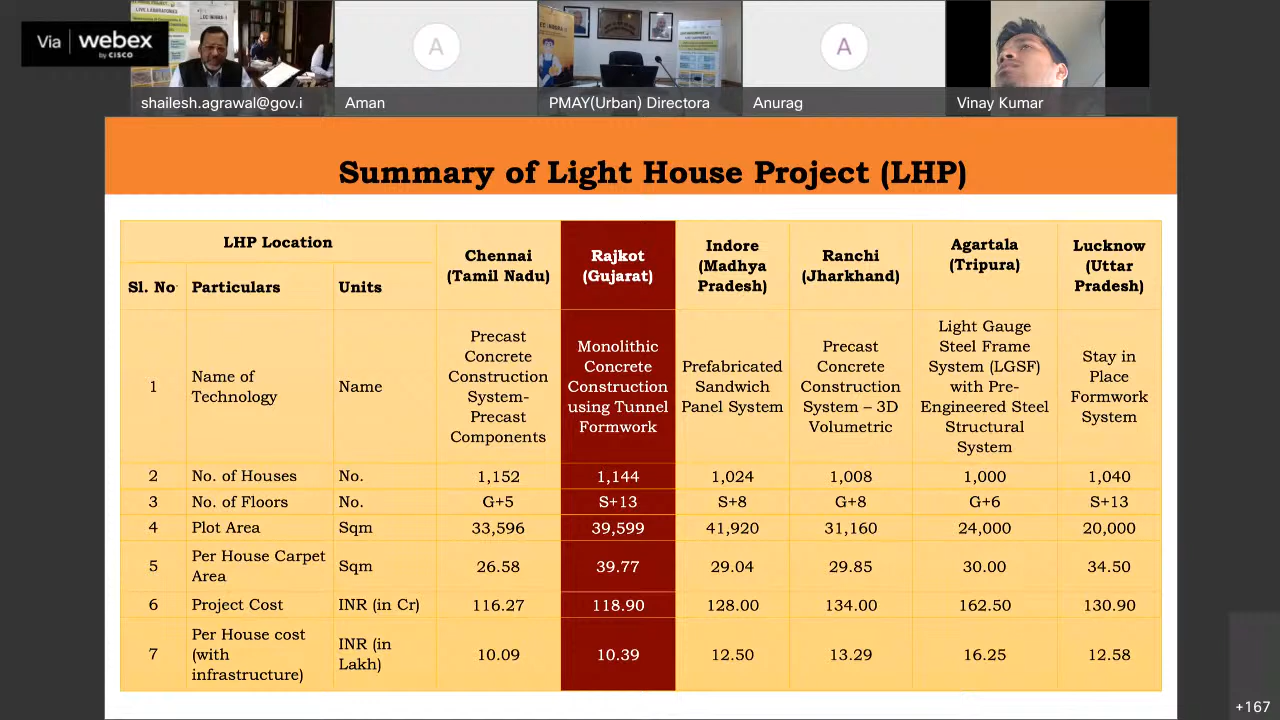 Via webex
by CISCO
A
A
shailesh.agrawal@gov.i
Aman
PMAY(Urban) Directora
Anurag
Vinay Kumar
Summary of Light House Project (LHP)
LHP Location
Chennai
(Tamil Nadu)
Rajkot
(Gujarat)
Indore
(Madhya
Pradesh)
Ranchi
(Jharkhand)
Agartala
(Tripura)
Lucknow
(Uttar
Pradesh)
Sl. No
Particulars
Units
1
Name of
Technology
Name
Precast
Concrete
Construction
System-
Precast
Components
Monolithic
Concrete
Construction
using Tunnel
Formwork
Prefabricated
Sandwich
Panel System
Precast
Concrete
Construction
System – 3D
Volumetric
Light Gauge
Steel Frame
System (LGSF)
with Pre-
Engineered Steel
Structural
System
Stay in
Place
Formwork
System
2 No. of Houses No. 1,152 1,144 1,024 1,008 1,000 1,040
3 No. of Floors No. G+5 S+13 S+8 G+8 G+6 S+13
4 Plot Area Sqm 33,596 39,599 41,920 31,160 24,000 20,000
5
Per House Carpet
Area
Sqm 26.58 39.77 29.04 29.85 30.00 34.50
6 Project Cost INR (in Cr) 116.27 118.90 128.00 134.00 162.50 130.90
7
Per House cost
(with
infrastructure)
INR (in
Lakh)
10.09 10.39 12.50 13.29 16.25 12.58
+167